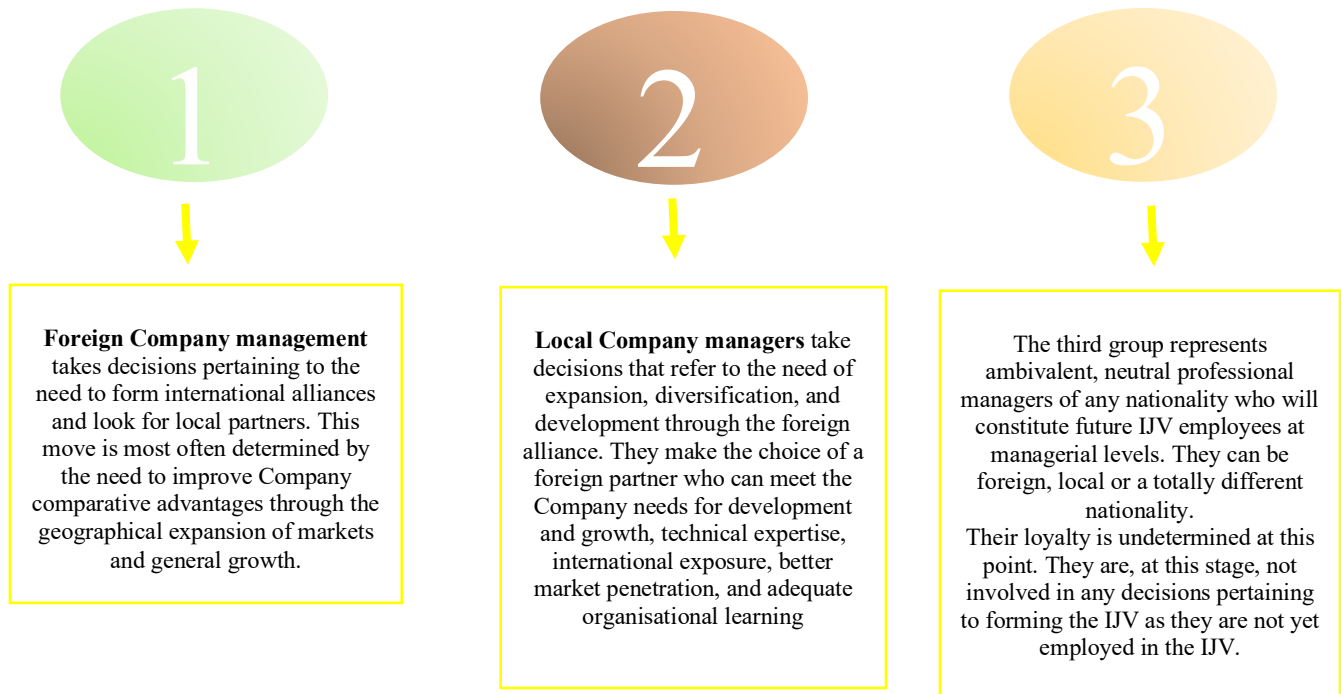 1
Foreign Company management
takes decisions pertaining to the
need to form international alliances
and look for local partners. This
move is most often determined by
the need to improve Company
comparative advantages through the
geographical expansion of markets
and general growth.
2
Local Company managers take
decisions that refer to the need of
expansion, diversification, and
development through the foreign
alliance. They make the choice of a
foreign partner who can meet the
Company needs for development
and growth, technical expertise,
international exposure, better
market penetration, and adequate
organisational learning
3
The third group represents
ambivalent, neutral professional
managers of any nationality who will
constitute future IJV employees at
managerial levels. They can be
foreign, local or a totally different
nationality.
Their loyalty is undetermined at this
point. They are, at this stage, not
involved in any decisions pertaining
to forming the IJV as they are not yet
employed in the IJV.